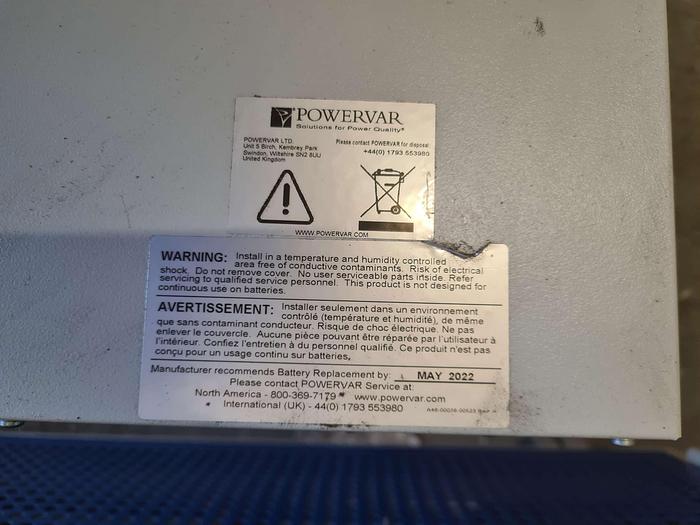 POWERVAR
Solutions for Power Quality®
POWERVAR LTD.
Unit 5 Birch, Kembrey Park
Swindon, Wiltshire SN2 8UU
United Kingdom
Please contact POWERVAR for disposal
+44(0) 1793 553980
WWW.POWERVAR.COM
WARNING: Install in a temperature and humidity controlled
area free of conductive contaminants. Risk of electrical
shock. Do not remove cover. No user serviceable parts inside. Refer
servicing to qualified service personnel. This product is not designed for
continuous use on batteries.
AVERTISSEMENT: Installer seulement dans un environnement
contrôlé (température et humidité), de même
que sans contaminant conducteur. Risque de choc électrique. Ne pas
enlever le couvercle. Aucune pièce pouvant être réparée par l'utilisateur à
l'intérieur. Confiez l'entretien à du personnel qualifié. Ce produit n'est pas
conçu pour un usage continu sur batteries.
Manufacturer recommends Battery Replacement by: MAY 2022
Please contact POWERVAR Service at:
North America - 800-369-7179 www.powervar.com
International (UK) - 44(0) 1793 553980